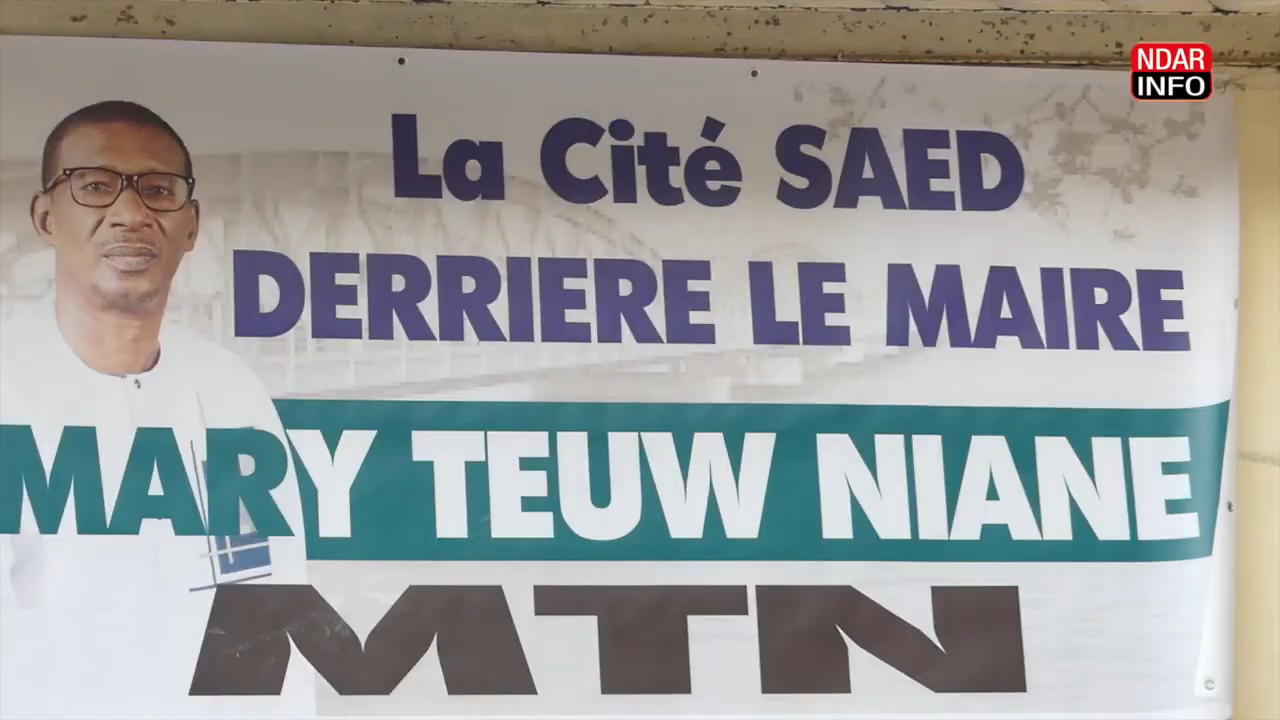 NDAR
INFO
La Cité SAED
DERRIERE LE MAIRE
MARY TEUW NIANE
MTN